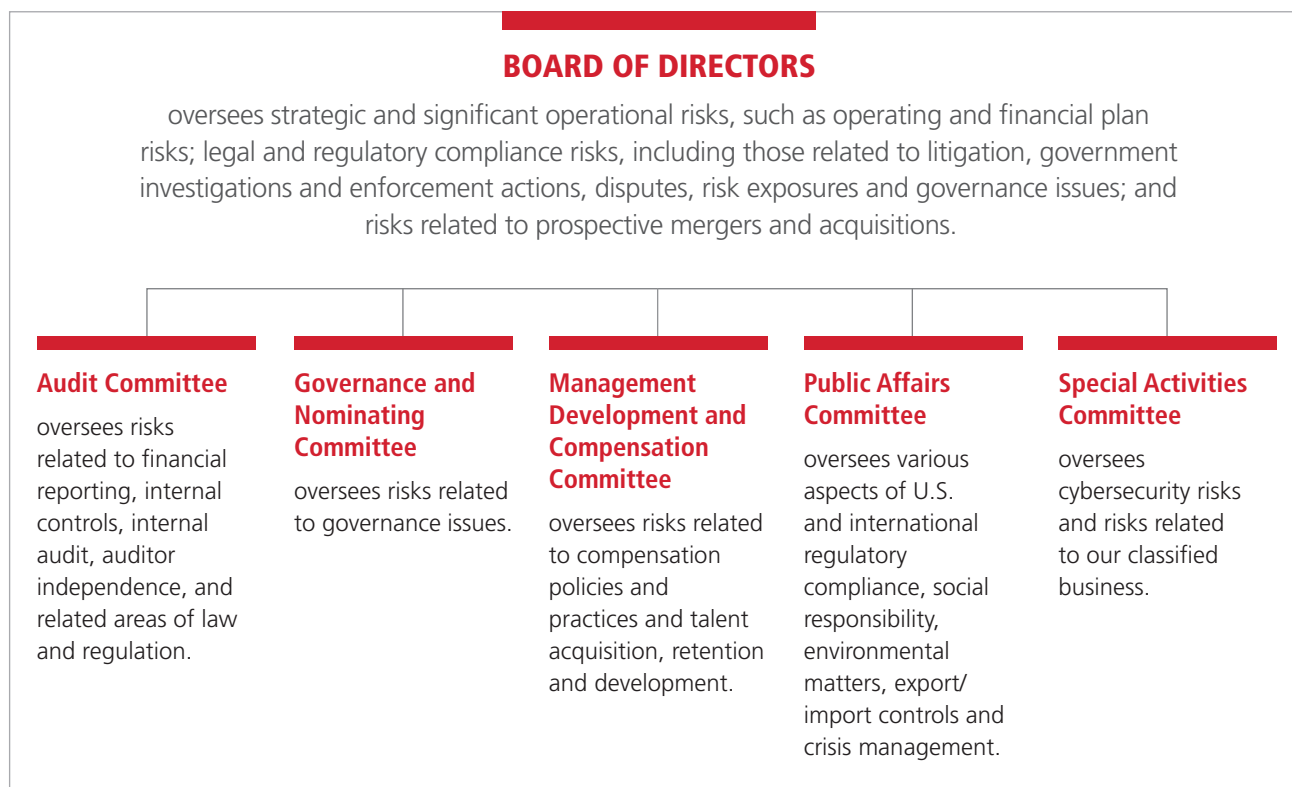 BOARD OF DIRECTORS
oversees strategic and significant operational risks, such as operating and financial plan
risks; legal and regulatory compliance risks, including those related to litigation, government
investigations and enforcement actions, disputes, risk exposures and governance issues; and
risks related to prospective mergers and acquisitions.
Audit Committee
oversees risks
related to financial
reporting, internal
controls, internal
audit, auditor
independence, and
related areas of law
and regulation.
Governance and
Nominating
Committee
oversees risks related
to governance issues.
Management
Development and
Compensation
Committee
oversees risks related
to compensation
policies and
practices and talent
acquisition, retention
and development.
Public Affairs
Committee
oversees various
aspects of U.S.
and international
regulatory
compliance, social
responsibility,
environmental
matters, export/
import controls and
crisis management.
Special Activities
Committee
oversees
cybersecurity risks
and risks related
to our classified
business.